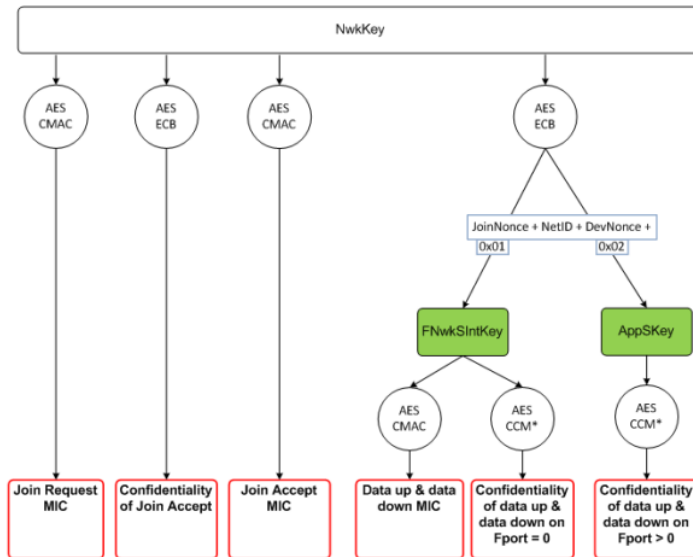 NwkKey
AES
CMAC
AES
ECB
AES
CMAC
AES
ECB
JoinNonce + NetID + DevNonce +
0x01
0x02
FNwkSIntKey
AppSKey
AES
CMAC
AES
CCM*
AES
CCM*
Join Request
MIC
Confidentiality
of Join Accept
Join Accept
MIC
Data up & data
down MIC
Confidentiality
of data up &
data down on
Fport = 0
Confidentiality
of data up &
data down on
Fport > 0